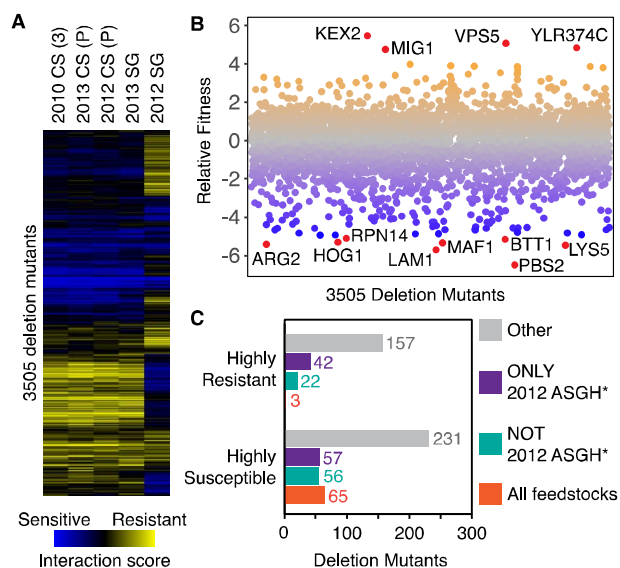 A
2010 CS (3)
2013 CS (P)
2012 CS (P)
2013 SG
2012 SG
3505 deletion mutants
Sensitive Resistant
Interaction score
B
Relative Fitness
6
4
2
0
-2
-4
-6
KEX2
MIG1
VPS5
YLR374C
ARG2
HOG1
RPN14
LAM1
MAF1
BTT1
PBS2
LYS5
3505 Deletion Mutants
C
Highly
Resistant
157
42
22
3
Highly
Susceptible
231
57
56
65
0 100 200 300
Deletion Mutants
Other
ONLY
2012 ASGH*
NOT
2012 ASGH*
All feedstocks